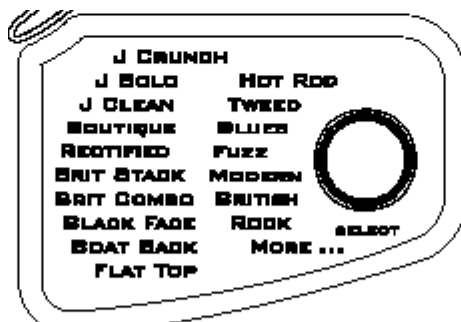 J CRUNCH
J SOLO HOT ROD
J CLEAN TWEED
BOUTIQUE BLUES
RECTIFIED FUZZ
BRIT STACK MODERN
BRIT COMBO BRITISH
BLACK FACE ROCK
BOAT BACK MORE ...
FLAT TOP
SELECT